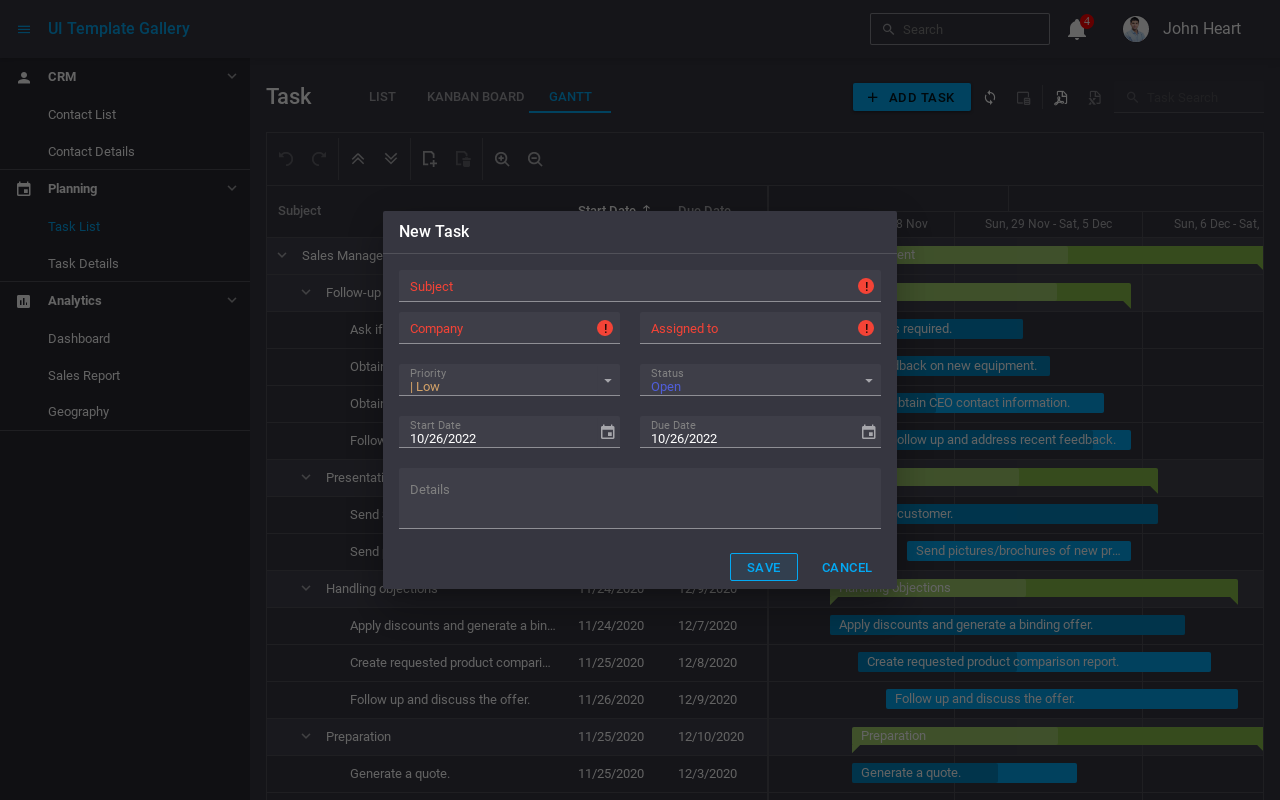 UI Template Gallery
Search
4
John Heart
CRM
Contact List
Contact Details
Planning
Task List
Task Details
Analytics
Dashboard
Sales Report
Geography
Task
LIST
KANBAN BOARD
GANTT
ADD TASK
Task Search
Subject
Start Date
Due Date
8 Nov
Sun, 29 Nov - Sat, 5 Dec
Sun, 6 Dec - Sat,
Sales Manage
Follow-up
Ask if
s required.
Obtain
dback on new equipment.
Obtain
btain CEO contact information.
Follow
ollow up and address recent feedback.
Presentati
Send
customer.
Send
Send pictures/brochures of new pr...
New Task
Subject
Company
Assigned to
Priority
| Low
Status
Open
Start Date
10/26/2022
Due Date
10/26/2022
Details
SAVE
CANCEL
Handling objections 11/24/2020 12/9/2020 Handling objections
Apply discounts and generate a bin... 11/24/2020 12/7/2020 Apply discounts and generate a binding offer.
Create requested product compari... 11/25/2020 12/8/2020 Create requested product comparison report.
Follow up and discuss the offer. 11/26/2020 12/9/2020 Follow up and discuss the offer.
Preparation 11/25/2020 12/10/2020 Preparation
Generate a quote. 11/25/2020 12/3/2020 Generate a quote.